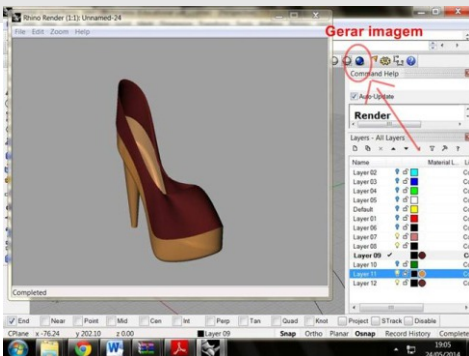 Rhino Render (1:1): Unnamed-24
File Edit Zoom Help
Gerar imagem
Command Help
Auto-Update
Render
Layers - All Layers
Name Material L...
Layer 02
Layer 03
Layer 04
Layer 05
Default
Layer 01
Layer 06
Layer 07
Layer 08
Layer 09
Layer 10
Layer 11
Layer 12
Completed
End Near Point Mid Cen Int Perp Tan Quad Knot Project STrack Disable
CPlane x -76.24 y 202.10 z 0.00 Layer 09 Snap Ortho Planar Osnap Record History
19:05